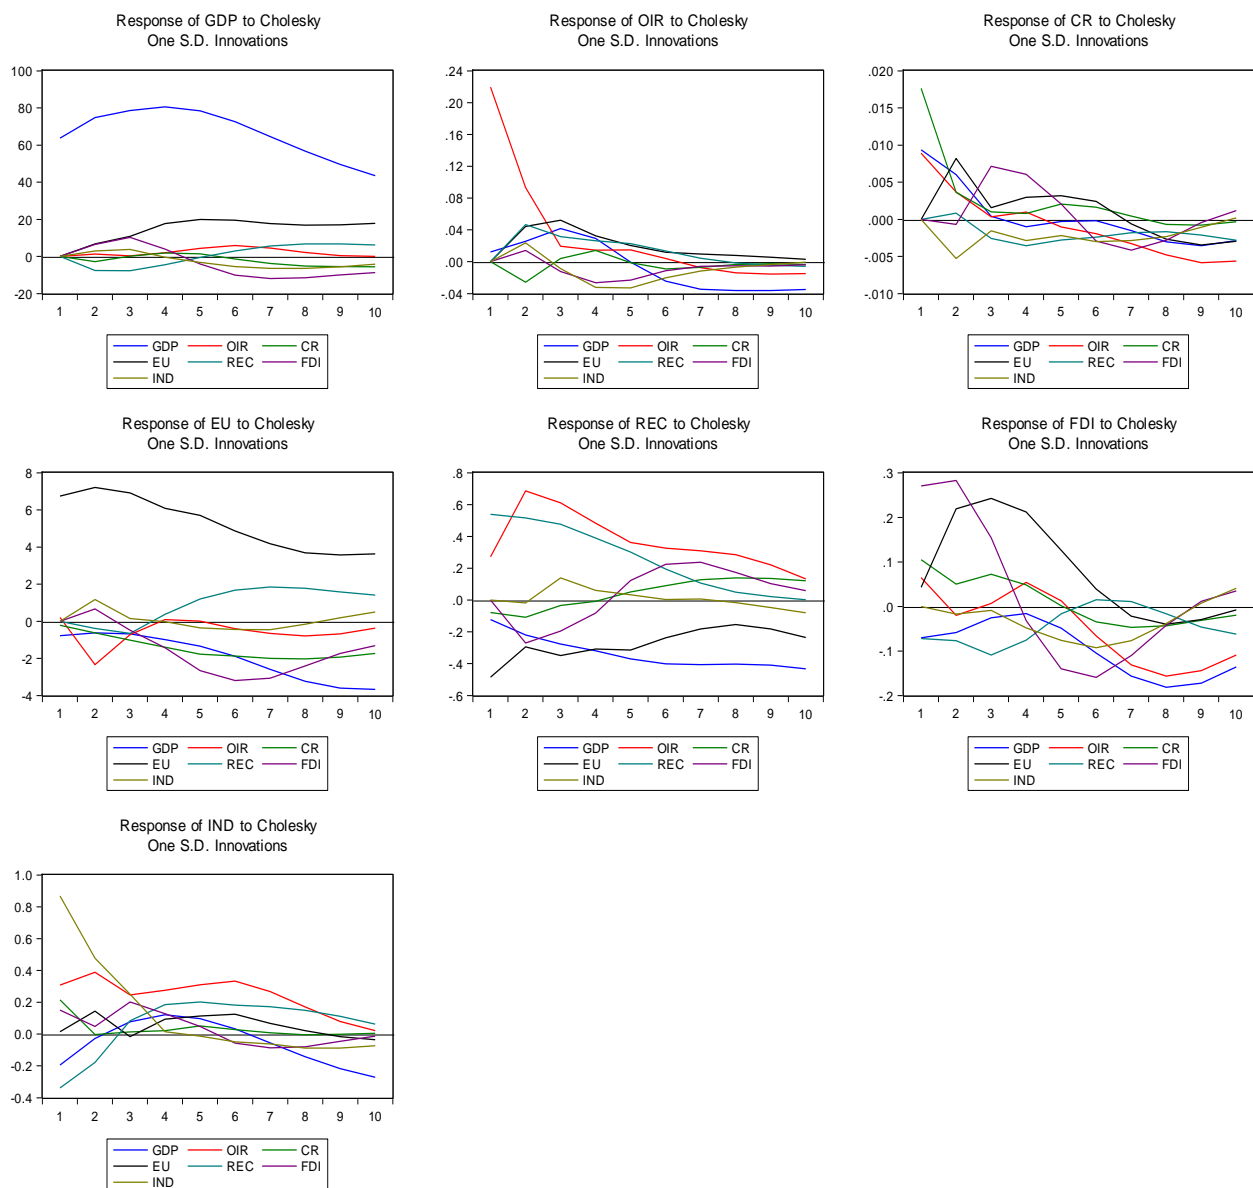 Response of GDP to Cholesky
One S.D. Innovations
100
80
60
40
20
0
-20
1 2 3 4 5 6 7 8 9 10
GDP OIR CR
EU REC FDI
IND
Response of OIR to Cholesky
One S.D. Innovations
.24
.20
.16
.12
.08
.04
.00
-.04
1 2 3 4 5 6 7 8 9 10
GDP OIR CR
EU REC FDI
IND
Response of CR to Cholesky
One S.D. Innovations
.020
.015
.010
.005
.000
-.005
-.010
1 2 3 4 5 6 7 8 9 10
GDP OIR CR
EU REC FDI
IND
Response of EU to Cholesky
One S.D. Innovations
8
6
4
2
0
-2
-4
1 2 3 4 5 6 7 8 9 10
GDP OIR CR
EU REC FDI
IND
Response of REC to Cholesky
One S.D. Innovations
.8
.6
.4
.2
.0
-.2
-.4
-.6
1 2 3 4 5 6 7 8 9 10
GDP OIR CR
EU REC FDI
IND
Response of FDI to Cholesky
One S.D. Innovations
.3
.2
.1
.0
-.1
-.2
1 2 3 4 5 6 7 8 9 10
GDP OIR CR
EU REC FDI
IND
Response of IND to Cholesky
One S.D. Innovations
1.0
0.8
0.6
0.4
0.2
0.0
-0.2
-0.4
1 2 3 4 5 6 7 8 9 10
GDP OIR CR
EU REC FDI
IND